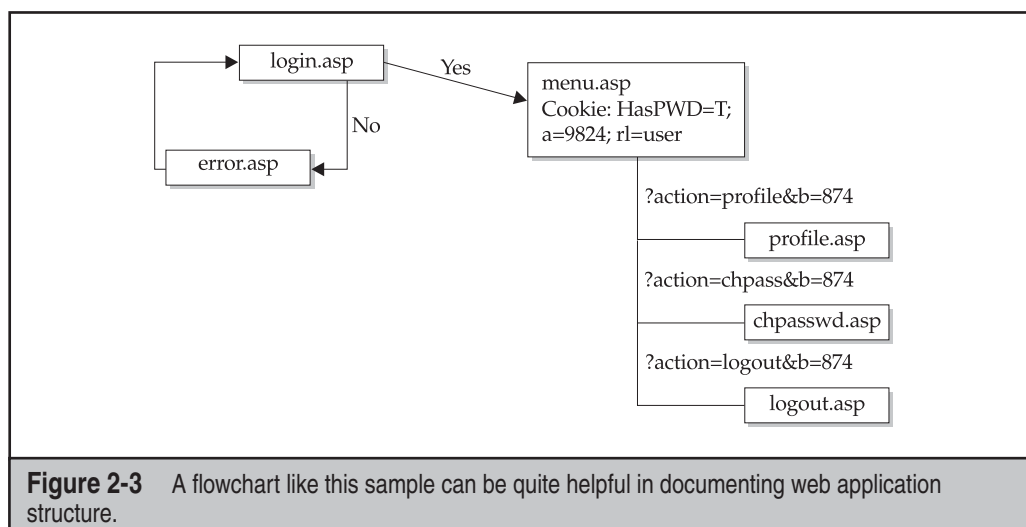 login.asp
Yes
No
error.asp
menu.asp
Cookie: HasPWD=T;
a=9824; rl=user
?action=profile&b=874
profile.asp
?action=chpass&b=874
chpasswd.asp
?action=logout&b=874
logout.asp
Figure 2-3 A flowchart like this sample can be quite helpful in documenting web application
structure.